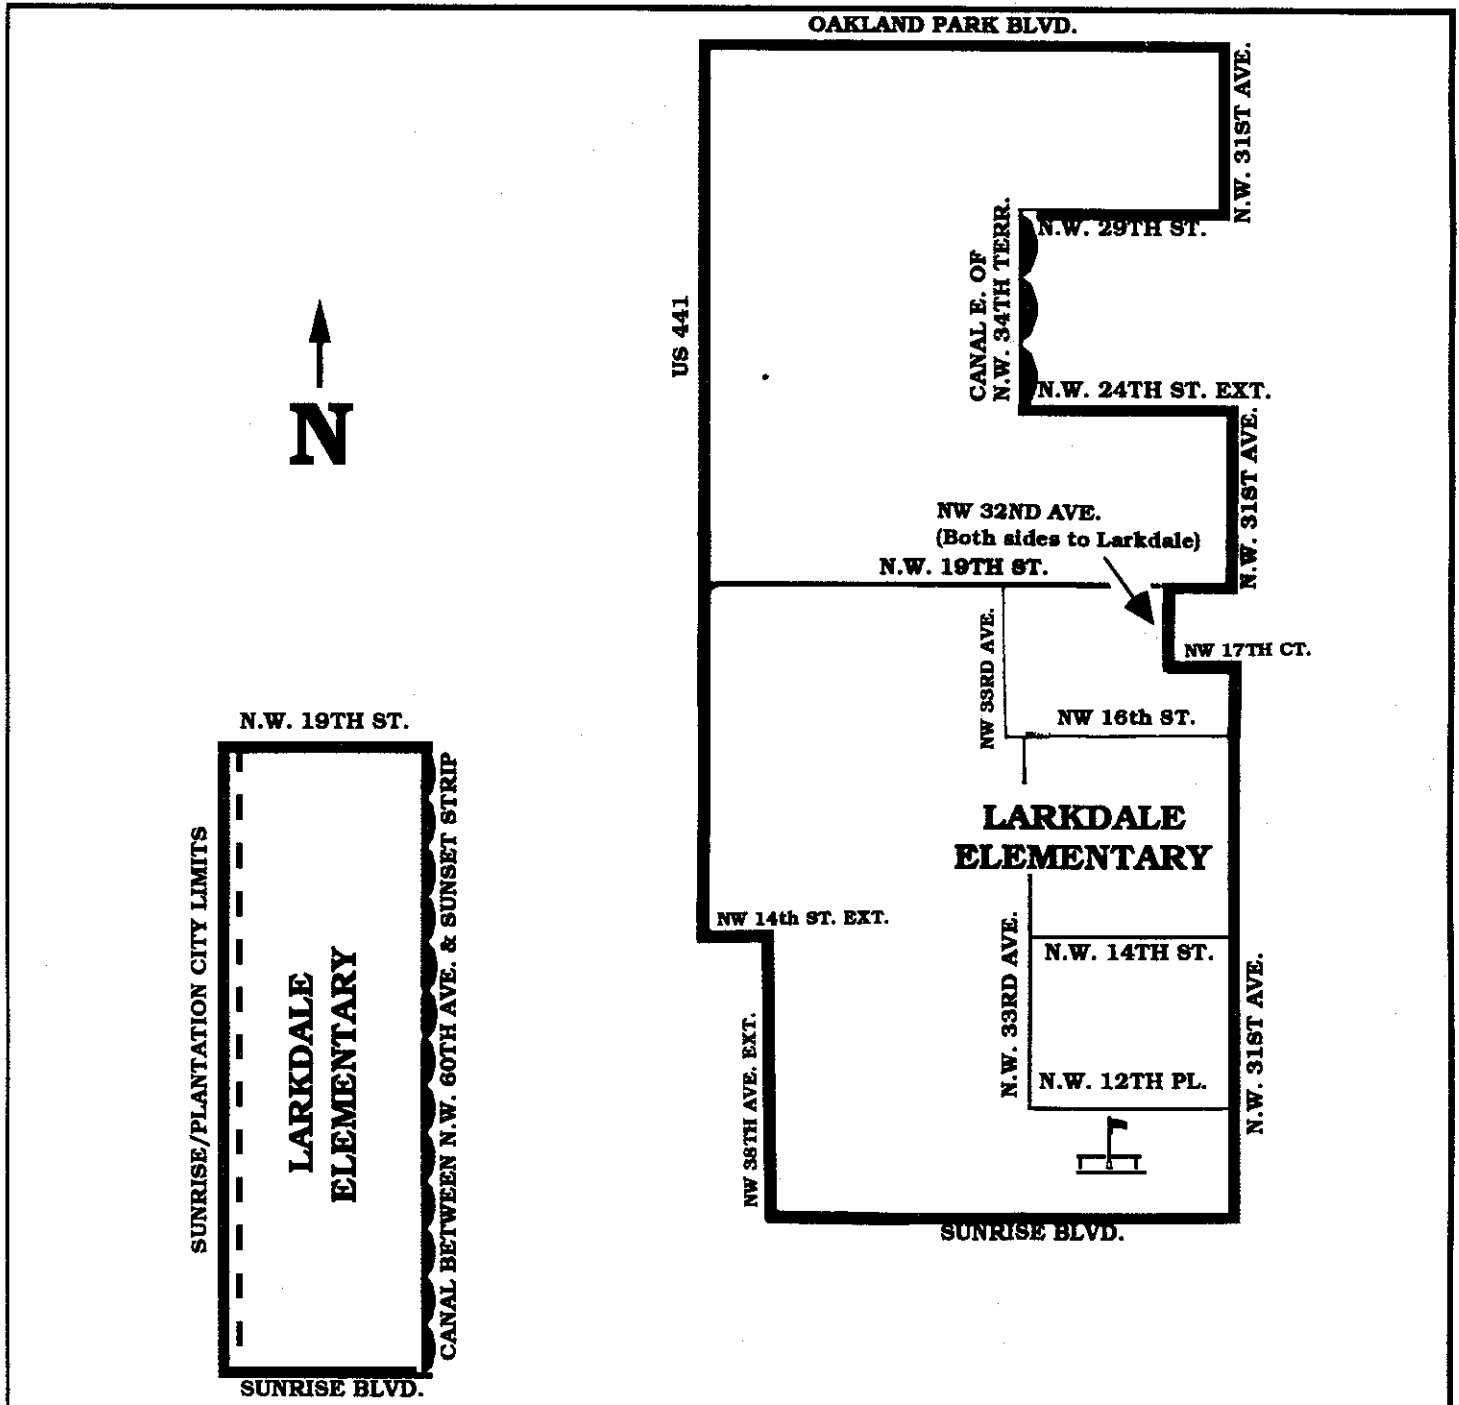 OAKLAND PARK BLVD.
N.W. 31ST AVE.
N.W. 29TH ST.
CANAL E. OF
N.W. 34TH TERR.
US 441
N
N.W. 24TH ST. EXT.
N.W. 31ST AVE.
NW 32ND AVE.
(Both sides to Larkdale)
N.W. 19TH ST.
NW 33RD AVE.
NW 17TH CT.
NW 16th ST.
LARKDALE
ELEMENTARY
NW 14th ST. EXT.
N.W. 33RD AVE.
N.W. 14TH ST.
N.W. 31ST AVE.
N.W. 12TH PL.
NW 38TH AVE. EXT.
SUNRISE BLVD.
N.W. 19TH ST.
SUNRISE/PLANTATION CITY LIMITS
LARKDALE
ELEMENTARY
CANAL BETWEEN N.W. 60TH AVE. & SUNSET STRIP
SUNRISE BLVD.